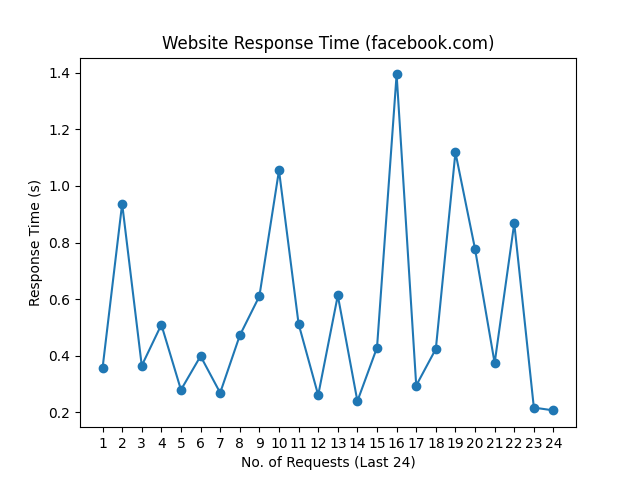 Website Response Time (facebook.com)
1.4
1.2
1.0
0.8
0.6
0.4
0.2
Response Time (s)
1 2 3 4 5 6 7 8 9 10 11 12 13 14 15 16 17 18 19 20 21 22 23 24
No. of Requests (Last 24)